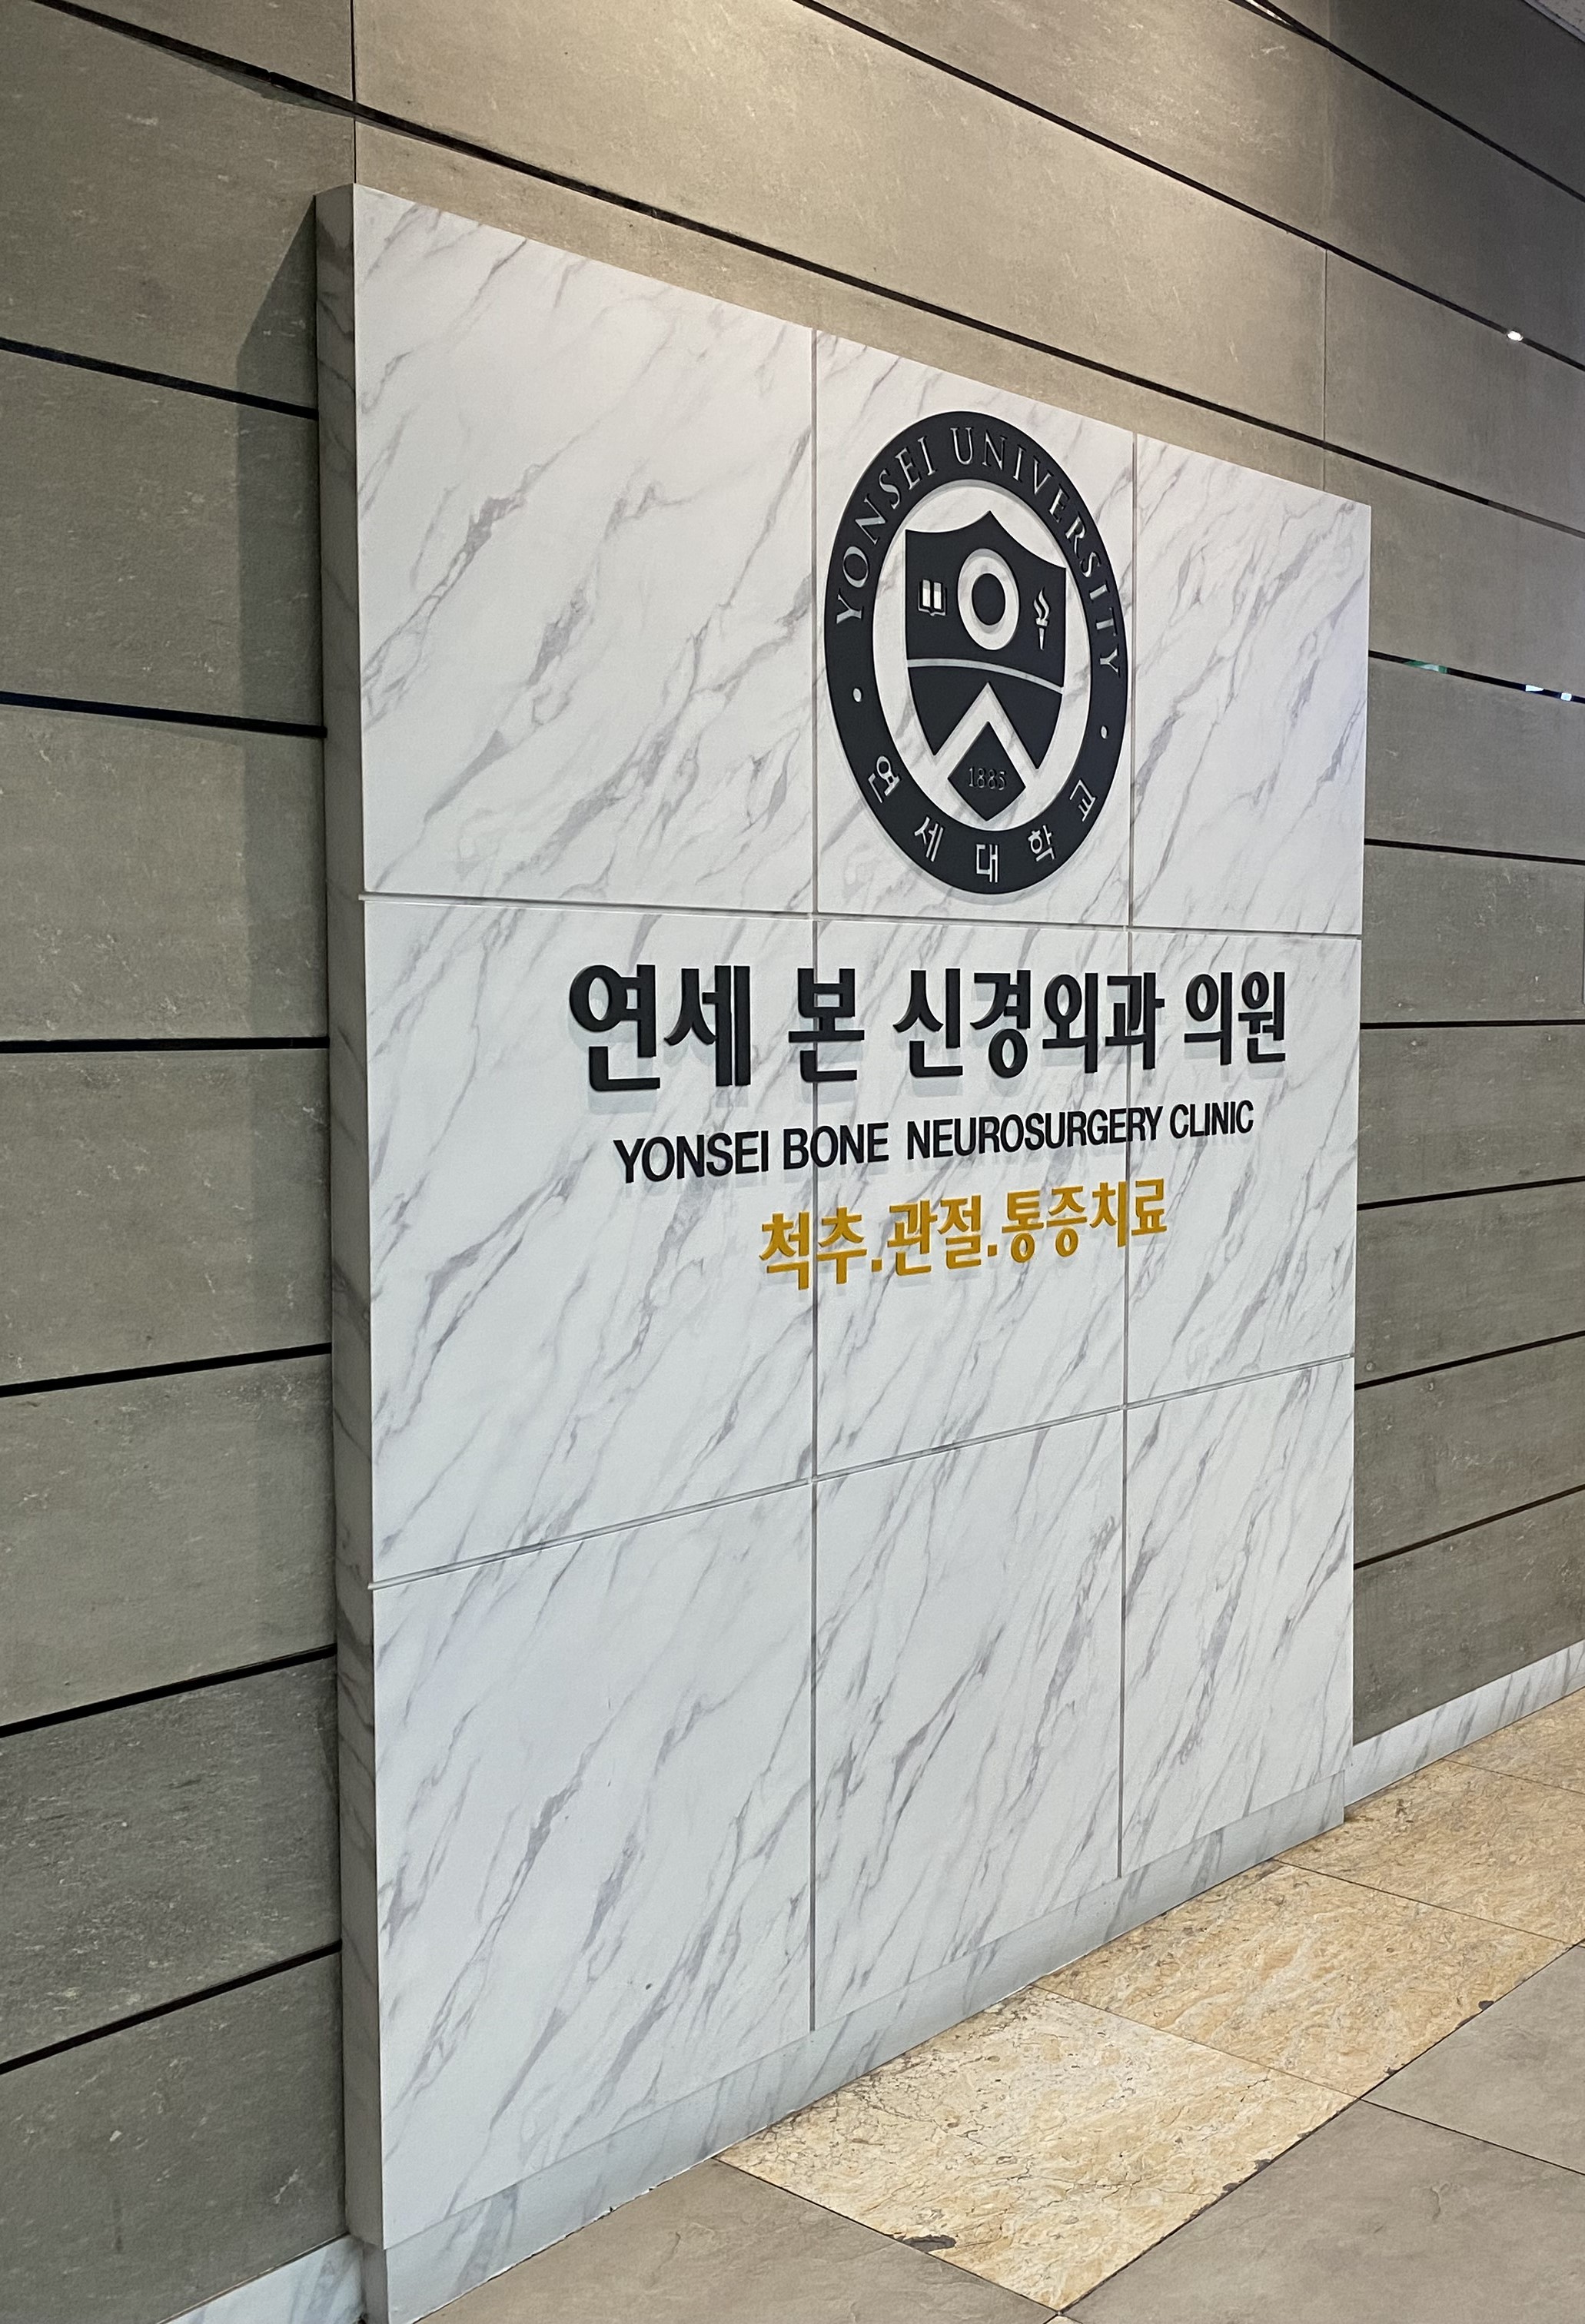 YONSEI UNIVERSITY
1885
연세대학교
연세 본 신경외과 의원
YONSEI BONE NEUROSURGERY CLINIC
척추.관절.통증치료